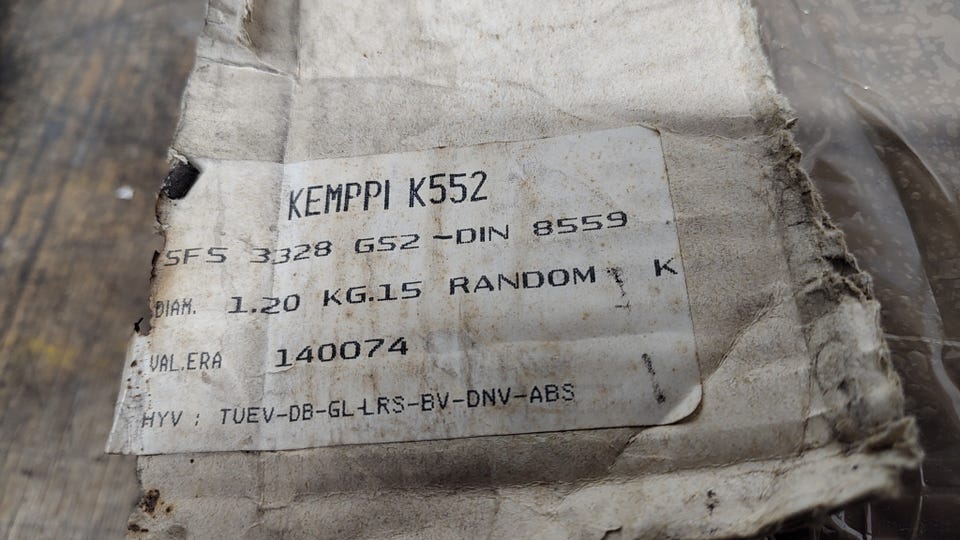 KEMPPI K552
SFS 3328 G52-DIN 8559
DIAM. 1.20 KG.15 RANDOM K
VAL.ERA 140074
HYV : TUEV-DB-GL-LRS-BV-DNV-ABS